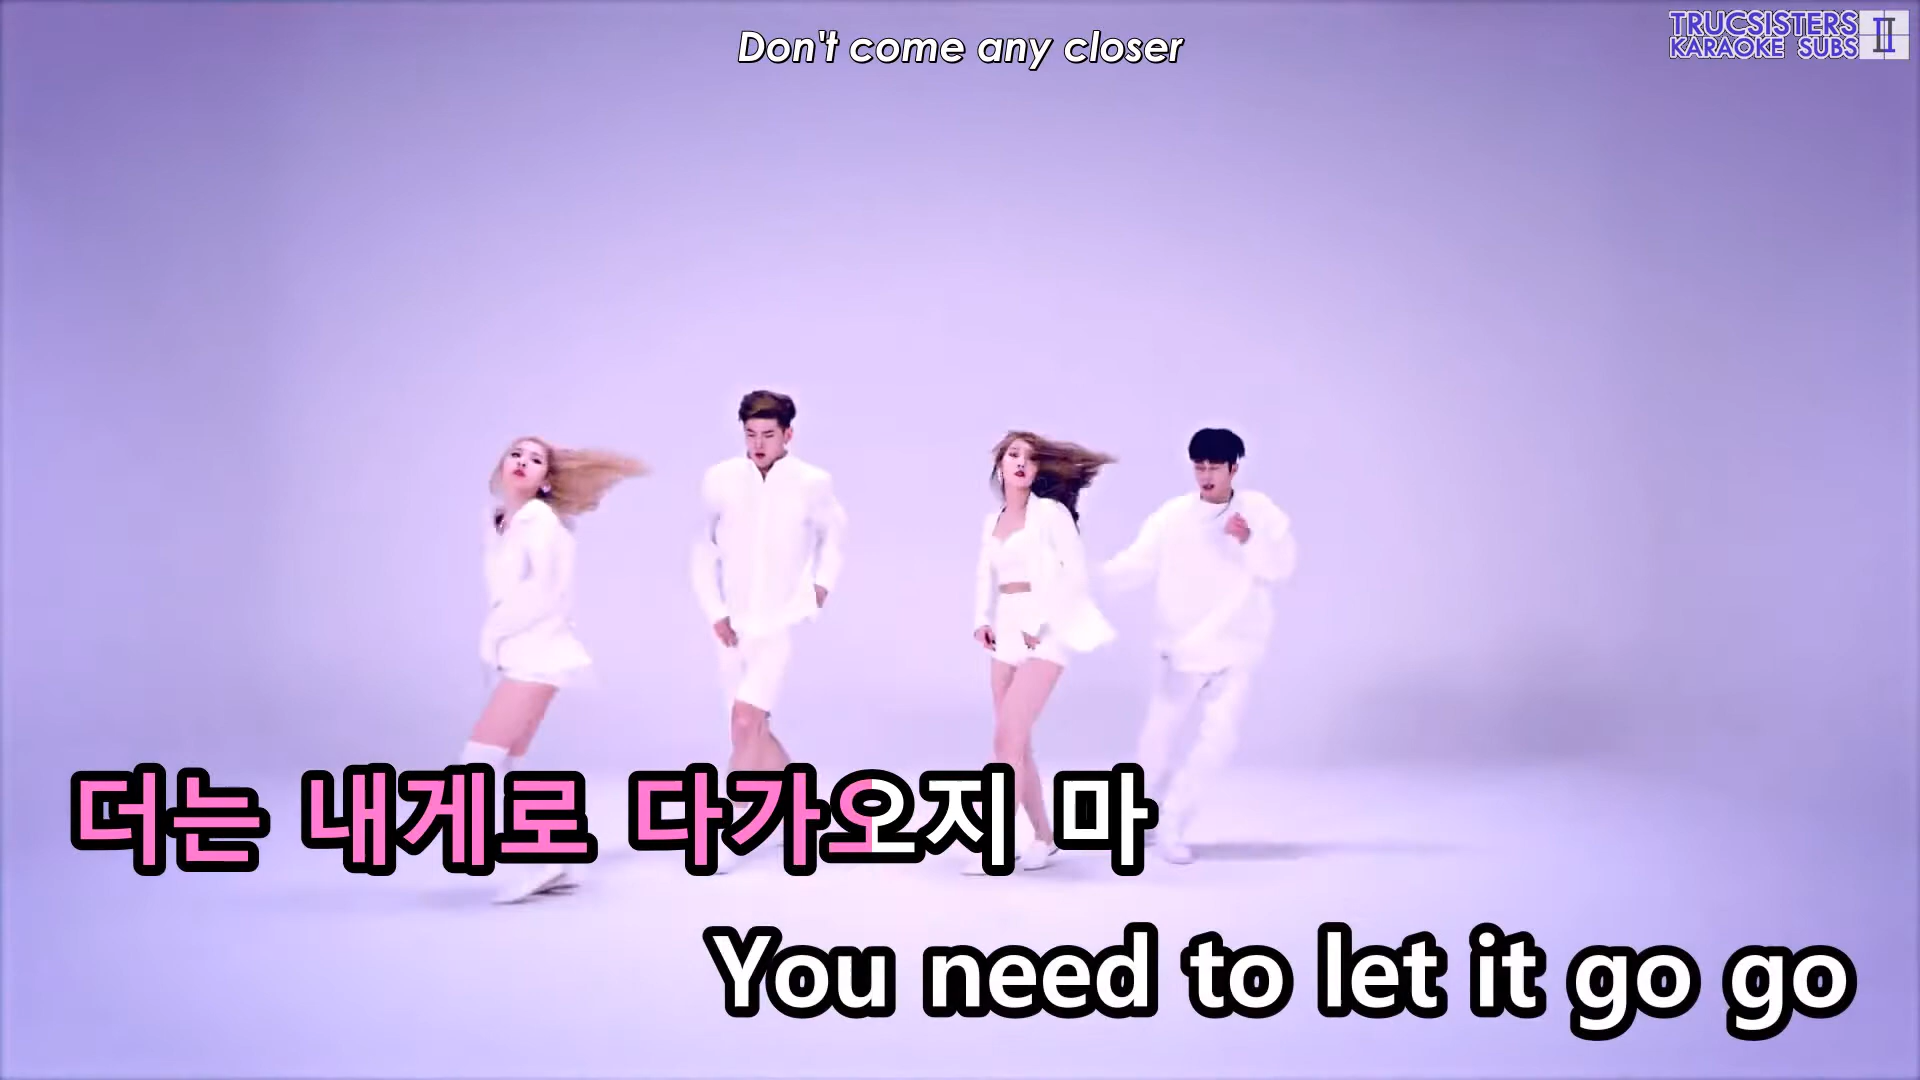 Don't come any closer
TRUCSISTERS
KARAOKE SUBS II
더는 내게로 다가오지 마
You need to let it go go